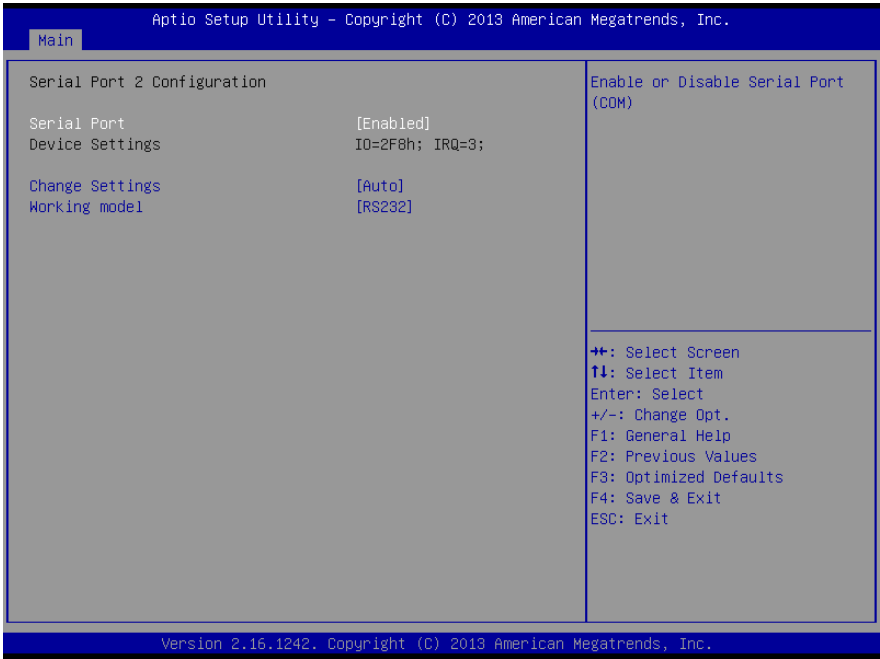 Aptio Setup Utility – Copyright (C) 2013 American Megatrends, Inc.
Main
Serial Port 2 Configuration
Serial Port [Enabled]
Device Settings IO=2F8h; IRQ=3;
Change Settings [Auto]
Working model [RS232]
Enable or Disable Serial Port
(COM)
→←: Select Screen
↑↓: Select Item
Enter: Select
+/-: Change Opt.
F1: General Help
F2: Previous Values
F3: Optimized Defaults
F4: Save & Exit
ESC: Exit
Version 2.16.1242. Copyright (C) 2013 American Megatrends, Inc.